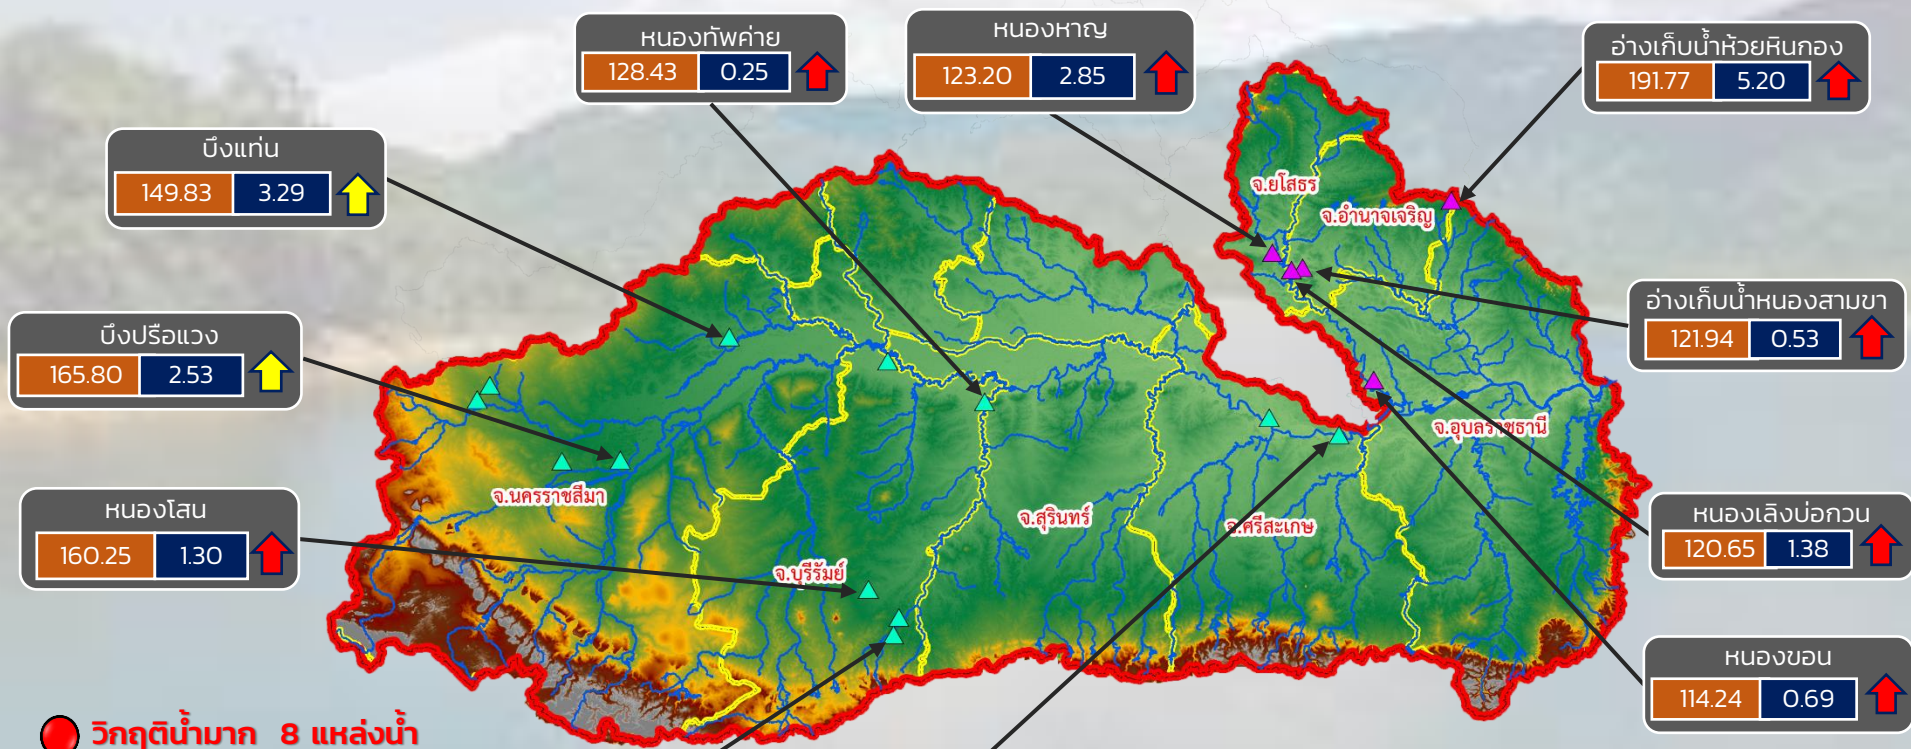 หนองทัพค่าย
128.43 0.25
หนองหาญ
123.20 2.85
อ่างเก็บน้ำห้วยหินกอง
191.77 5.20
บึงแท่น
149.83 3.29
จ.ยโสธร
จ.อำนาจเจริญ
อ่างเก็บน้ำหนองสามขา
121.94 0.53
บึงปรือแวง
165.80 2.53
จ.อุบลราชธานี
จ.นครราชสีมา
หนองโสน
160.25 1.30
จ.สุรินทร์
จ.ศรีสะเกษ
หนองเลิงบ่อกวน
120.65 1.38
จ.บุรีรัมย์
หนองขอน
114.24 0.69
วิกฤติน้ำมาก 8 แหล่งน้ำ